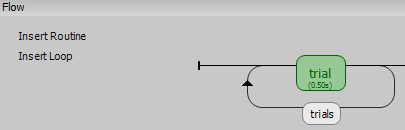 Flow
Insert Routine
Insert Loop
trial
(0.50s)
trials